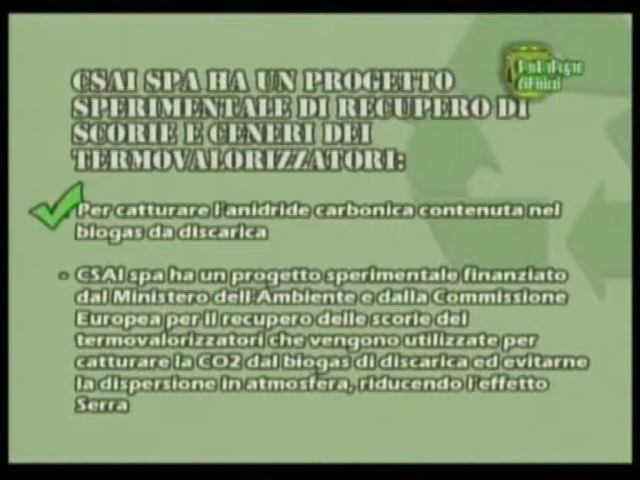 CSAI SPA HA UN PROGETTO
SPERIMENTALE DI RECUPERO DI
SCORIE E CENERI DEI
TERMOVALORIZZATORI:
Per catturare l'anidride carbonica contenuta nel
biogas da discarica
- CSAI spa ha un progetto sperimentale finanziato
dal Ministero dell'Ambiente e dalla Commissione
Europea per il recupero delle scorie dei
termovalorizzatori che vengono utilizzate per
catturare la CO2 dal biogas di discarica ed evitarne
la dispersione in atmosfera, riducendo l'effetto
Serra